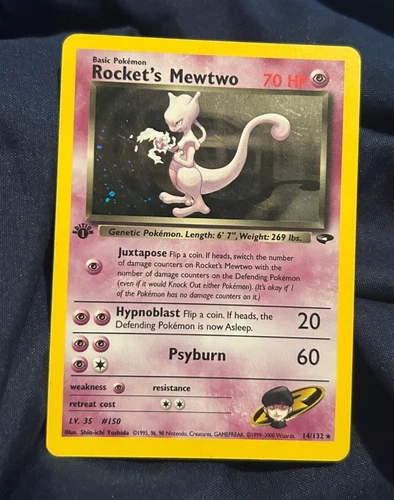 Basic Pokémon
Rocket's Mewtwo 70 HP
Genetic Pokémon. Length: 6' 7", Weight: 269 lbs.
EDITION
1
Juxtapose Flip a coin. If heads, switch the
number of damage counters on Rocket's Mewtwo with the
number of damage counters on the Defending Pokémon
(even if it would Knock Out either Pokémon). (It's okay if 1
of the Pokémon has no damage counters on it.)
Hypnoblast Flip a coin. If heads, the
Defending Pokémon is now Asleep.
20
Psyburn 60
weakness resistance
retreat cost
LV. 35 #150
Illus. Shin-ichi Yoshida ©1995, 96, 98 Nintendo, Creatures, GAMEFREAK. ©1999-2000 Wizards. 14/132 ★